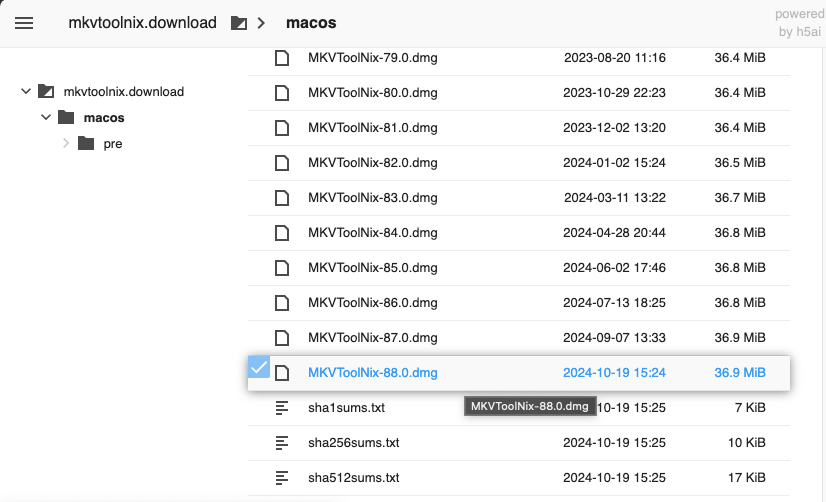 mkvtoolnix.download macos
powered
by h5ai
mkvtoolnix.download
macos
pre
MKVToolNix-79.0.dmg 2023-08-20 11:16 36.4 MiB
MKVToolNix-80.0.dmg 2023-10-29 22:23 36.4 MiB
MKVToolNix-81.0.dmg 2023-12-02 13:20 36.4 MiB
MKVToolNix-82.0.dmg 2024-01-02 15:24 36.5 MiB
MKVToolNix-83.0.dmg 2024-03-11 13:22 36.7 MiB
MKVToolNix-84.0.dmg 2024-04-28 20:44 36.8 MiB
MKVToolNix-85.0.dmg 2024-06-02 17:46 36.8 MiB
MKVToolNix-86.0.dmg 2024-07-13 18:25 36.8 MiB
MKVToolNix-87.0.dmg 2024-09-07 13:33 36.9 MiB
MKVToolNix-88.0.dmg 2024-10-19 15:24 36.9 MiB
sha1sums.txt MKVToolNix-88.0.dmg 10-19 15:25 7 KiB
sha256sums.txt 2024-10-19 15:25 10 KiB
sha512sums.txt 2024-10-19 15:25 17 KiB